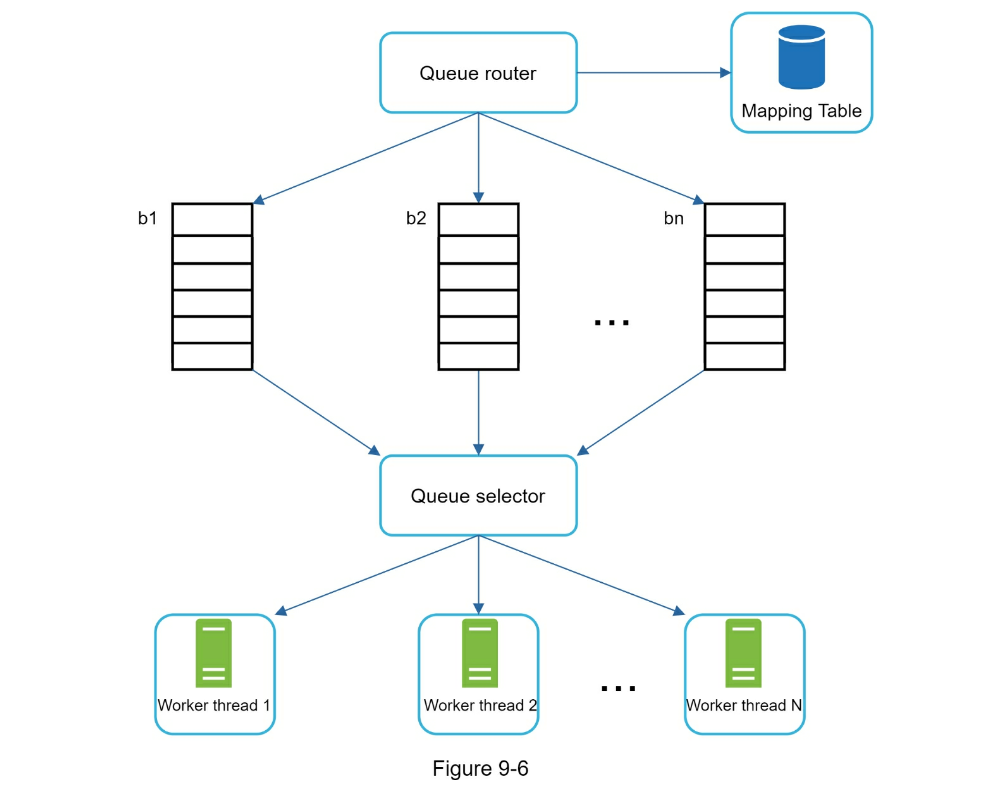 Queue router
Mapping Table
b1
b2
bn
...
Queue selector
Worker thread 1
Worker thread 2
...
Worker thread N
Figure 9-6